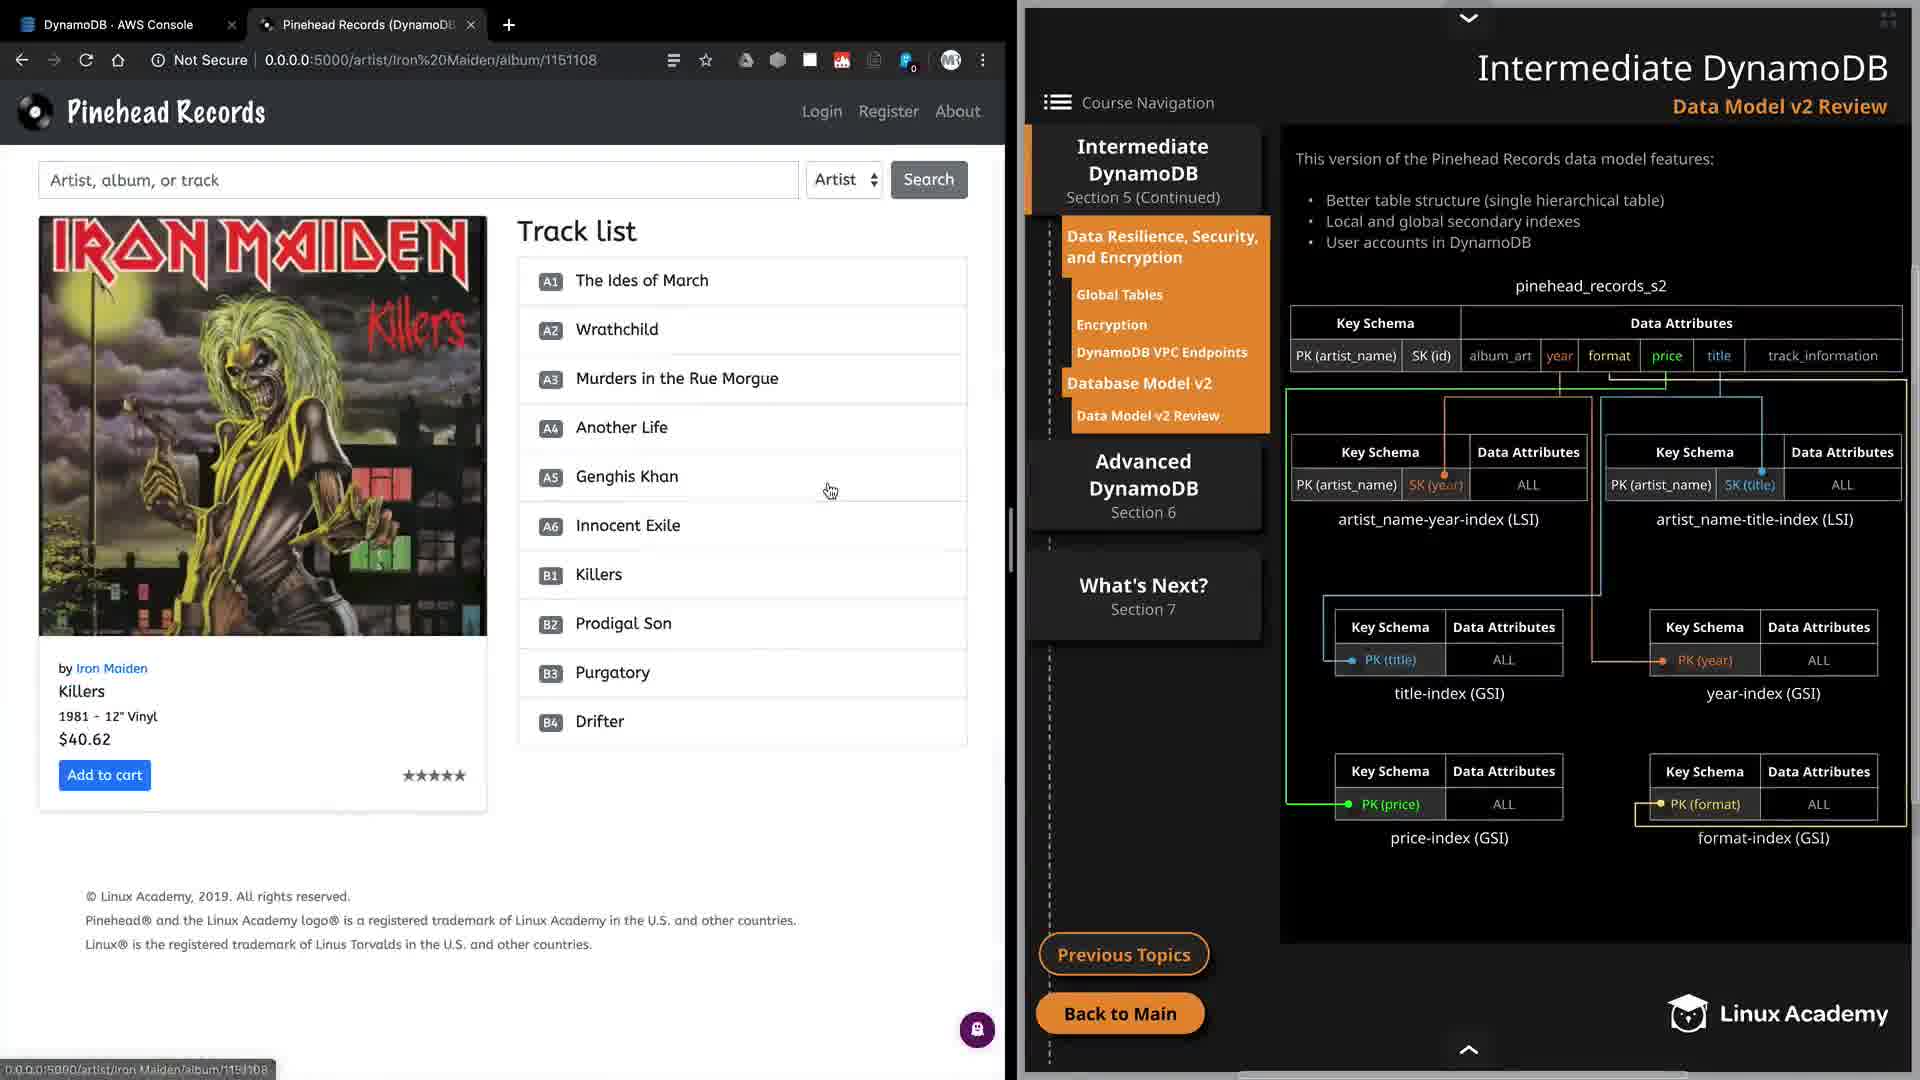 DynamoDB · AWS Console
Pinehead Records (DynamoDB
Not Secure
0.0.0.0:5000/artist/Iron%20Maiden/album/1151108
0
Pinehead Records
Login
Register
About
Artist, album, or track
Artist
Search
IRON MAIDEN
Killers
by Iron Maiden
Killers
1981 - 12" Vinyl
$40.62
Add to cart
★★★★★
Track list
A1 The Ides of March
A2 Wrathchild
A3 Murders in the Rue Morgue
A4 Another Life
A5 Genghis Khan
A6 Innocent Exile
B1 Killers
B2 Prodigal Son
B3 Purgatory
B4 Drifter
© Linux Academy, 2019. All rights reserved.
Pinehead® and the Linux Academy logo® is a registered trademark of Linux Academy in the U.S. and other countries.
Linux® is the registered trademark of Linus Torvalds in the U.S. and other countries.
0.0.0.0:5000/artist/Iron Maiden/album/1151108
Intermediate DynamoDB
Data Model v2 Review
Course Navigation
Intermediate
DynamoDB
Section 5 (Continued)
Data Resilience, Security,
and Encryption
Global Tables
Encryption
DynamoDB VPC Endpoints
Database Model v2
Data Model v2 Review
Advanced
DynamoDB
Section 6
What's Next?
Section 7
Previous Topics
Back to Main
This version of the Pinehead Records data model features:
• Better table structure (single hierarchical table)
• Local and global secondary indexes
• User accounts in DynamoDB
pinehead_records_s2
Key Schema Data Attributes
PK (artist_name) SK (id) album_art year format price title track_information
Key Schema Data Attributes
PK (artist_name) SK (year) ALL
artist_name-year-index (LSI)
Key Schema Data Attributes
PK (artist_name) SK (title) ALL
artist_name-title-index (LSI)
Key Schema Data Attributes
PK (title) ALL
title-index (GSI)
Key Schema Data Attributes
PK (year) ALL
year-index (GSI)
Key Schema Data Attributes
PK (price) ALL
price-index (GSI)
Key Schema Data Attributes
PK (format) ALL
format-index (GSI)
Linux Academy